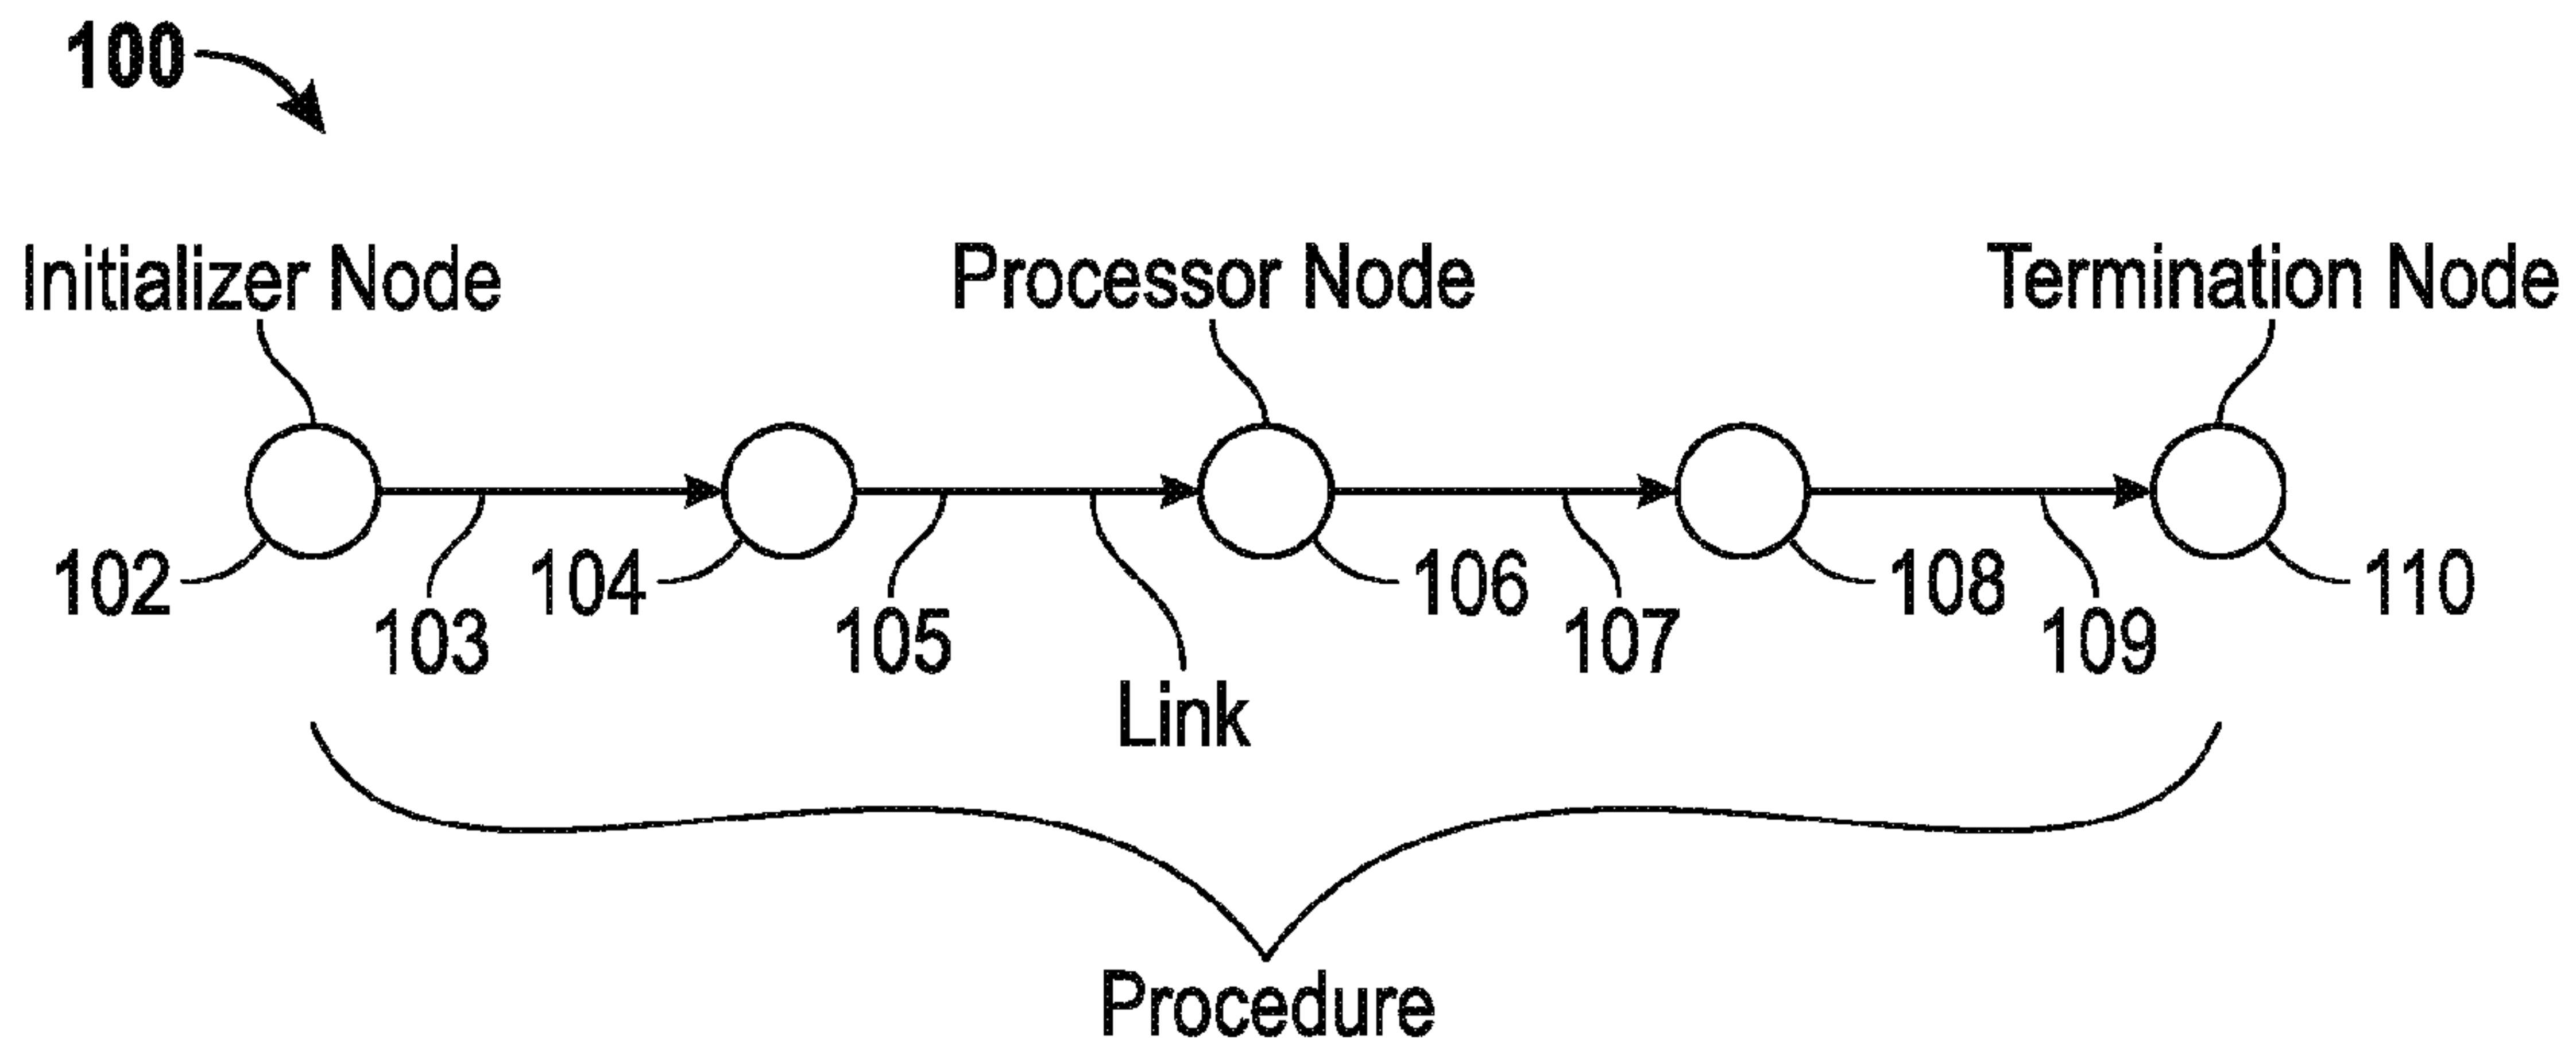 100
Initializer Node
Processor Node
Termination Node
102
103
104
105
106
107
108
109
110
Link
Procedure